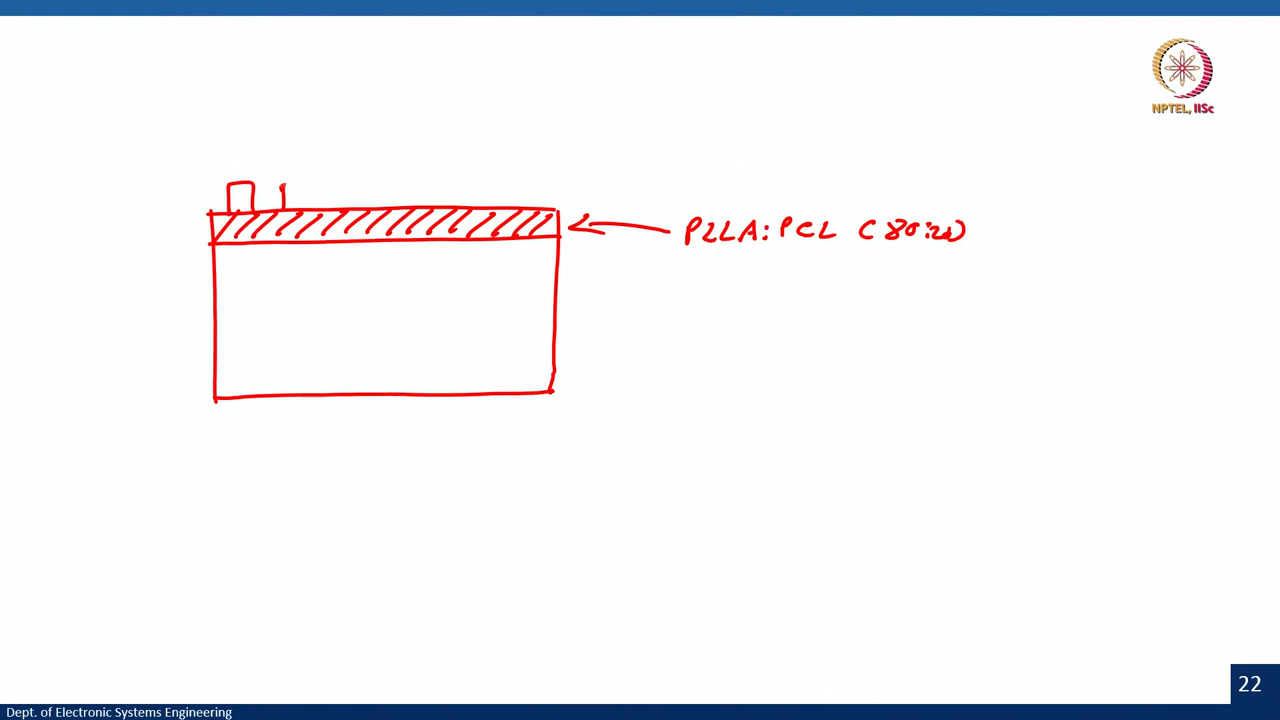 NPTEL, IISc
PLLA:PCL (80:20)
22
Dept. of Electronic Systems Engineering